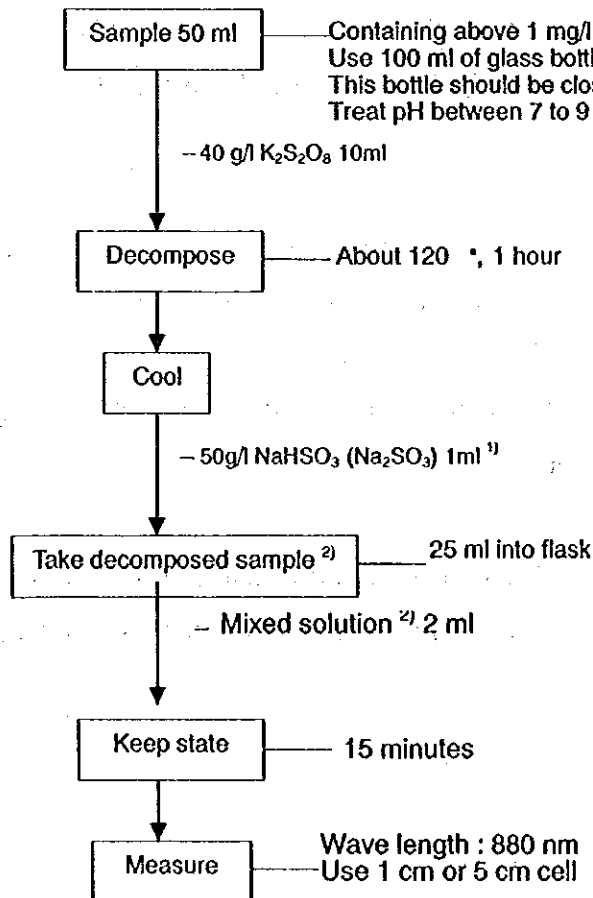 Sample 50 ml
Containing above 1 mg/l
Use 100 ml of glass
This bottle should be
Treat pH between 7 to 9
– 40 g/l K₂S₂O₈ 10ml
Decompose
About 120 °, 1 hour
Cool
– 50g/l NaHSO₃ (Na₂SO₃) 1ml ¹⁾
Take decomposed sample ²⁾
25 ml into flask
– Mixed solution ²⁾ 2 ml
Keep state
15 minutes
Wave length : 880 nm
Measure
Use 1 cm or 5 cm cell